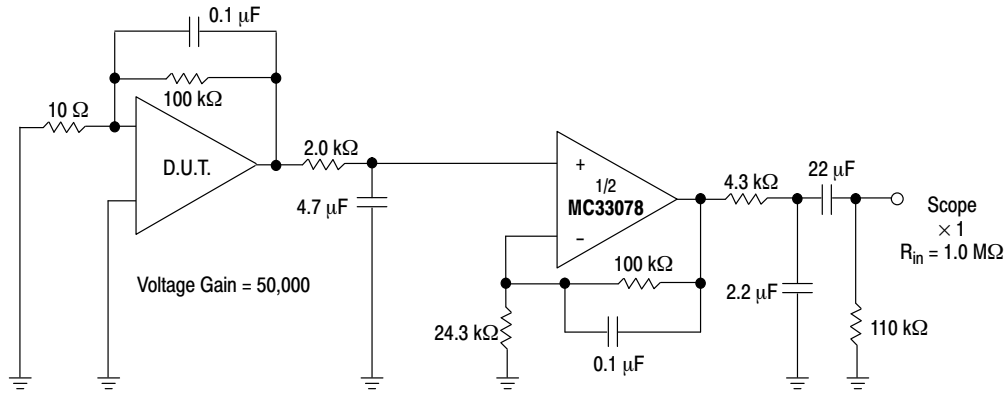 0.1 µF
100 kΩ
10 Ω
D.U.T.
2.0 kΩ
4.7 µF
Voltage Gain = 50,000
+
1/2
MC33078
–
100 kΩ
24.3 kΩ
0.1 µF
4.3 kΩ
22 µF
2.2 µF
110 kΩ
Scope
× 1
Rin = 1.0 MΩ